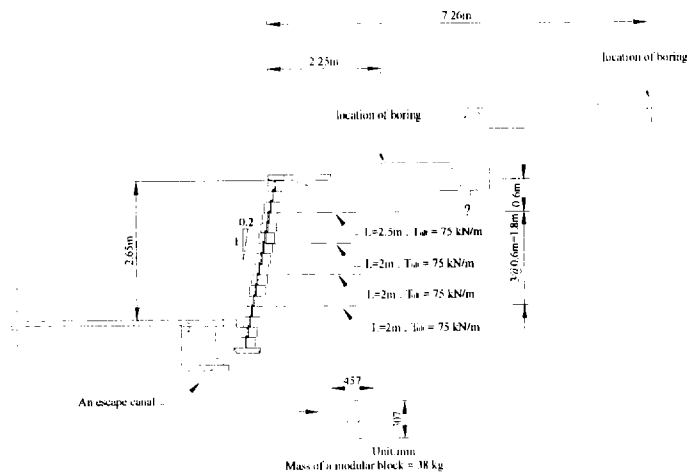 7.26m
location of boring
2.25m
location of boring
0.6m
0.2
1
?
2.65m
3@0.6m=1.8m
L=2.5m , Tult = 75 kN/m
L=2m , Tult = 75 kN/m
L=2m , Tult = 75 kN/m
L=2m , Tult = 75 kN/m
An escape canal
457
307
Unit:mm
Mass of a modular block = 38 kg